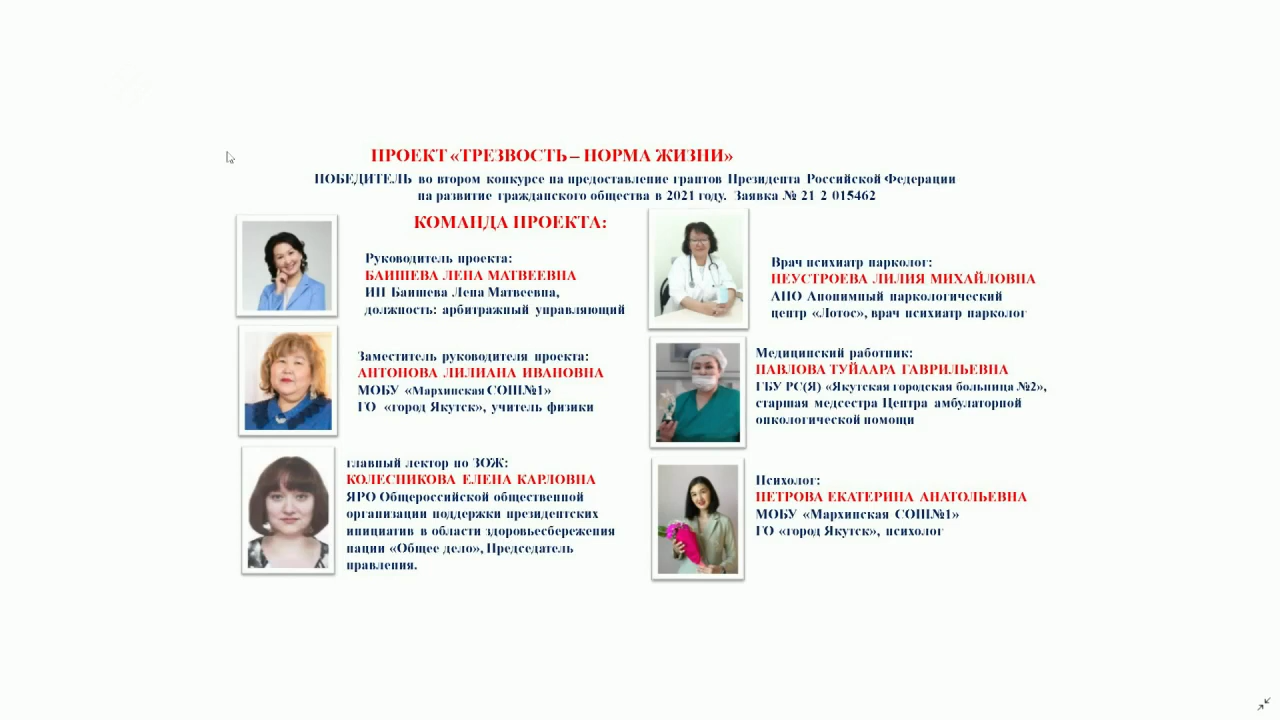 ПРОЕКТ «ТРЕЗВОСТЬ – НОРМА ЖИЗНИ»
ПОБЕДИТЕЛЬ во втором конкурсе на предоставление грантов Президента Российской Федерации
на развитие гражданского общества в 2021 году. Заявка № 21 2 015462
КОМАНДА ПРОЕКТА:
Руководитель проекта:
БАИШЕВА ЛЕНА МАТВЕЕВНА
ИП Баишева Лена Матвеевна,
должность: арбитражный управляющий
Заместитель руководителя проекта:
АНТОНОВА ЛИЛИАНА ИВАНОВНА
МОБУ «Мархинская СОШ№1»
ГО «город Якутск», учитель физики
главный лектор по ЗОЖ:
КОЛЕСНИКОВА ЕЛЕНА КАРЛОВНА
ЯРО Общероссийской общественной
организации поддержки президентских
инициатив в области здоровьесбережения
нации «Общее дело», Председатель
правления.
Врач психиатр нарколог:
НЕУСТРОЕВА ЛИЛИЯ МИХАЙЛОВНА
АНО Анонимный наркологический
центр «Лотос», врач психиатр нарколог
Медицинский работник:
ПАВЛОВА ТУЙААРА ГАВРИЛЬЕВНА
ГБУ РС(Я) «Якутская городская больница №2»,
старшая медсестра Центра амбулаторной
онкологической помощи
Психолог:
ПЕТРОВА ЕКАТЕРИНА АНАТОЛЬЕВНА
МОБУ «Мархинская СОШ№1»
ГО «город Якутск», психолог